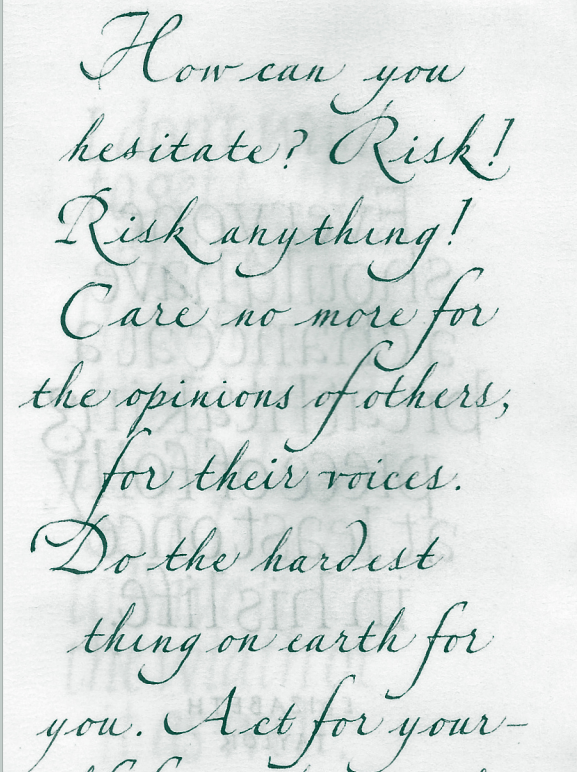 How can you
hesitate? Risk!
Risk anything!
Care no more for
the opinions of others,
for their voices.
Do the hardest
thing on earth for
you. Act for your-